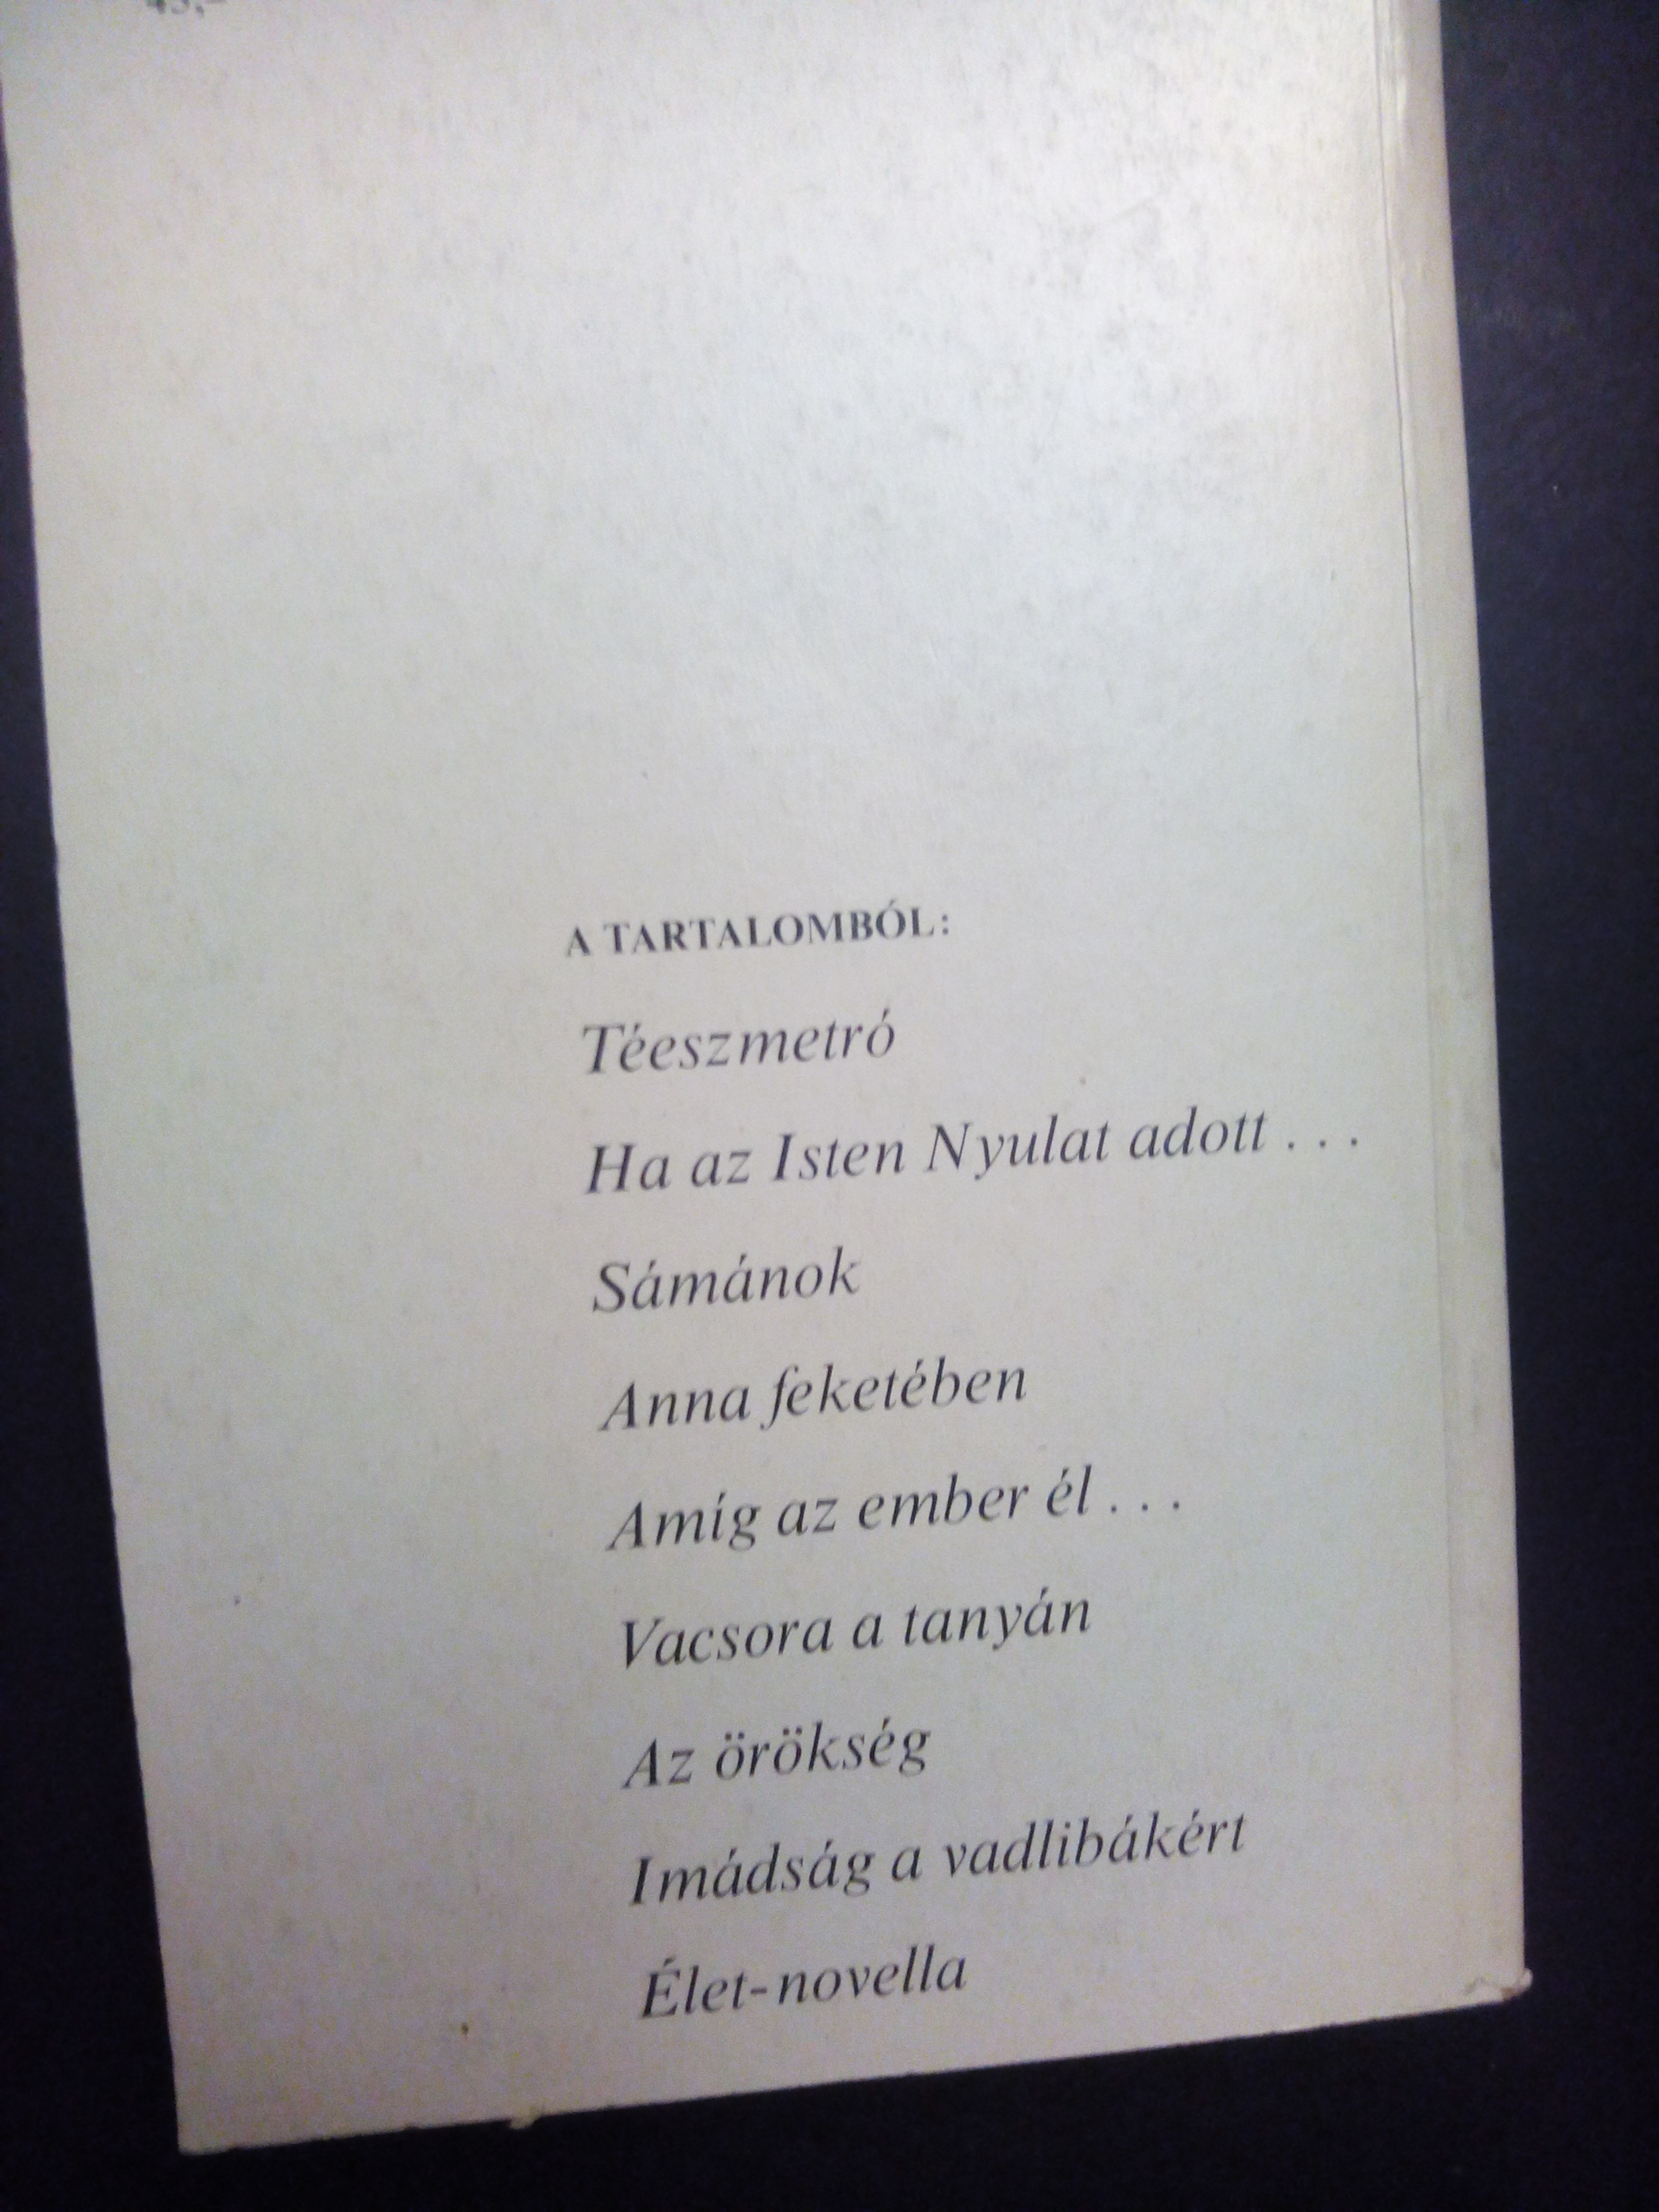 A TARTALOMBÓL:
Téeszmetró
Ha az Isten Nyulat adott . . .
Sámánok
Anna feketében
Amíg az ember él . . .
Vacsora a tanyán
Az örökség
Imádság a vadlibákért
Élet-novella